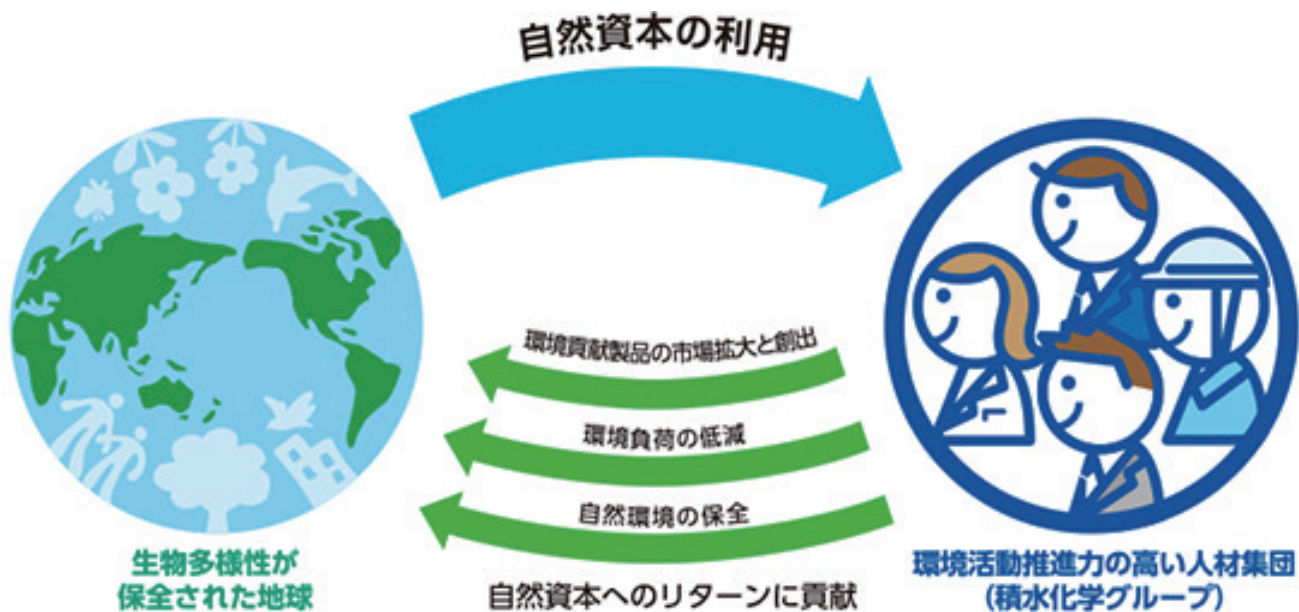 自然資本の利用
環境貢献製品の市場拡大と創出
環境負荷の低減
自然環境の保全
生物多様性が
保全された地球
自然資本へのリターンに貢献
環境活動推進力の高い人材集団
(積水化学グループ)